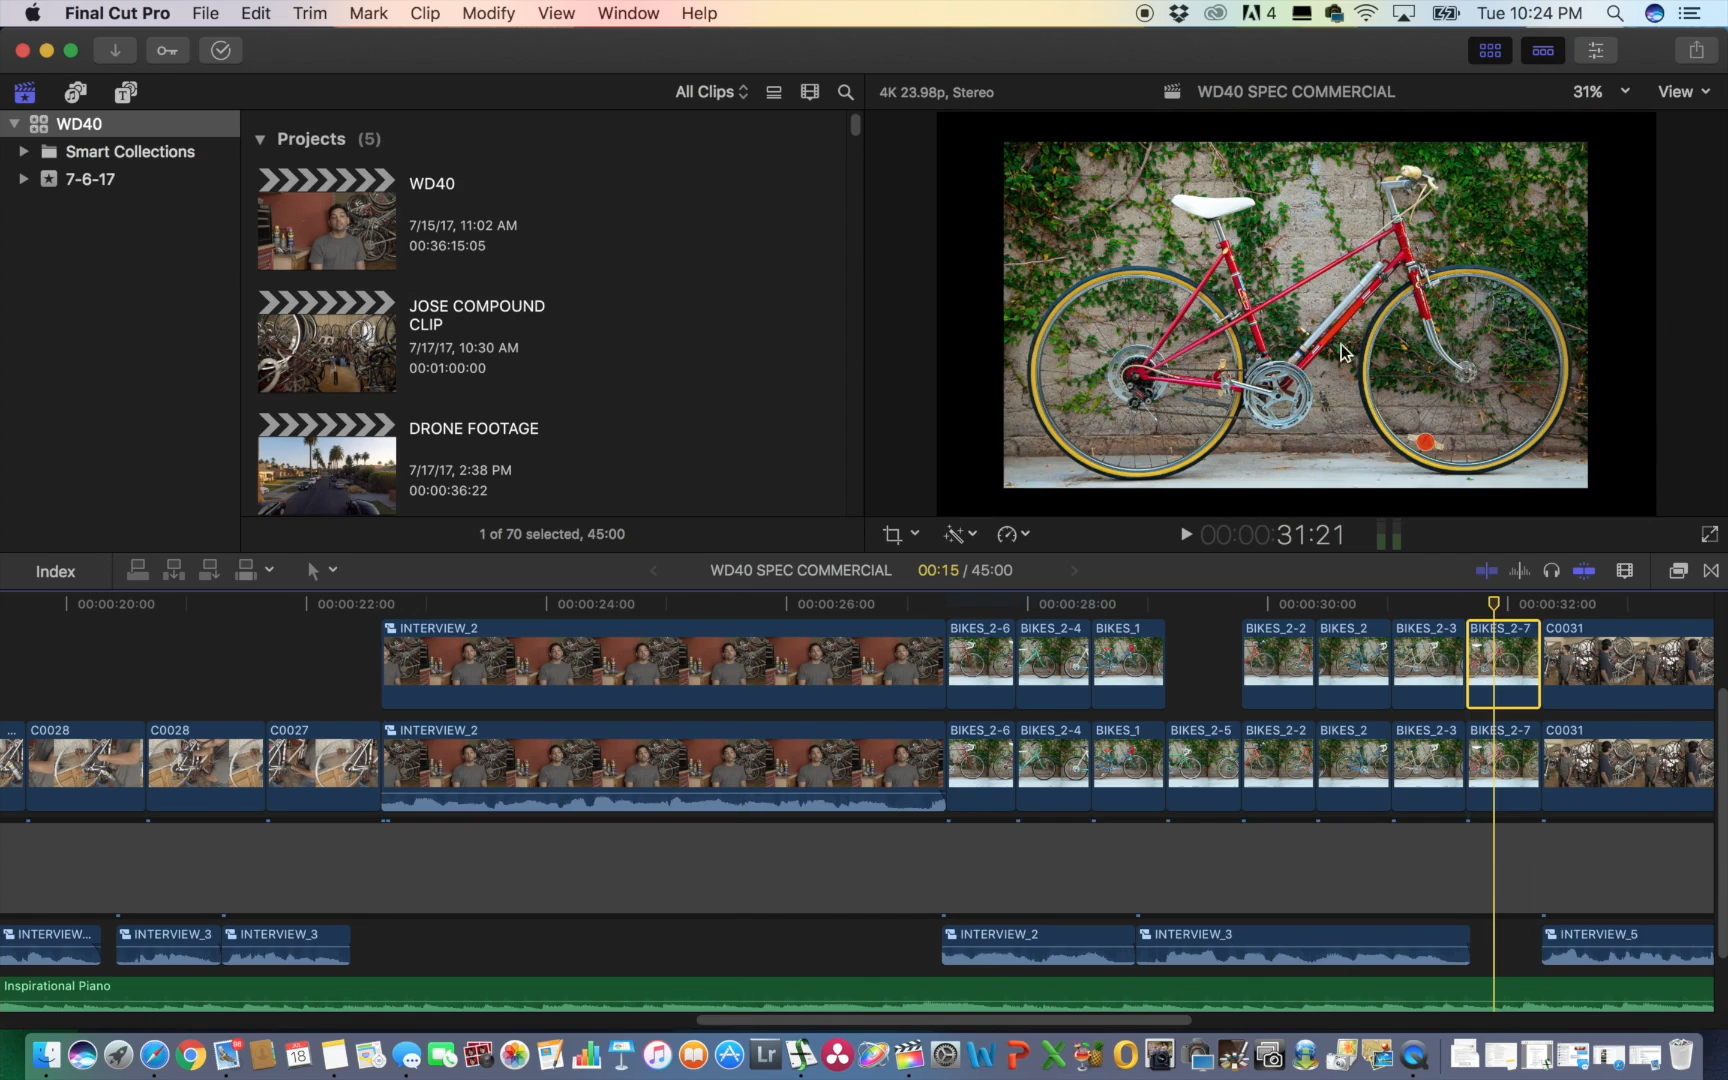 Final Cut Pro File Edit Trim Mark Clip Modify View Window Help 4 Tue 10:24 PM
All Clips
4K 23.98p, Stereo WD40 SPEC COMMERCIAL 31% View
WD40
Smart Collections
7-6-17
Projects (5)
WD40
7/15/17, 11:02 AM
00:36:15:05
JOSE COMPOUND
CLIP
7/17/17, 10:30 AM
00:01:00:00
DRONE FOOTAGE
7/17/17, 2:38 PM
00:00:36:22
1 of 70 selected, 45:00
00:00:00:31:21
Index WD40 SPEC COMMERCIAL 00:15 / 45:00
00:00:20:00 00:00:22:00 00:00:24:00 00:00:26:00 00:00:28:00 00:00:30:00 00:00:32:00
INTERVIEW_2 BIKES_2-6 BIKES_2-4 BIKES_1 BIKES_2-2 BIKES_2 BIKES_2-3 BIKES_2-7 C0031
... C0028 C0028 C0027 INTERVIEW_2 BIKES_2-6 BIKES_2-4 BIKES_1 BIKES_2-5 BIKES_2-2 BIKES_2 BIKES_2-3 BIKES_2-7 C0031
INTERVIEW... INTERVIEW_3 INTERVIEW_3 INTERVIEW_2 INTERVIEW_3 INTERVIEW_5
Inspirational Piano
98 JUL 18 Lr